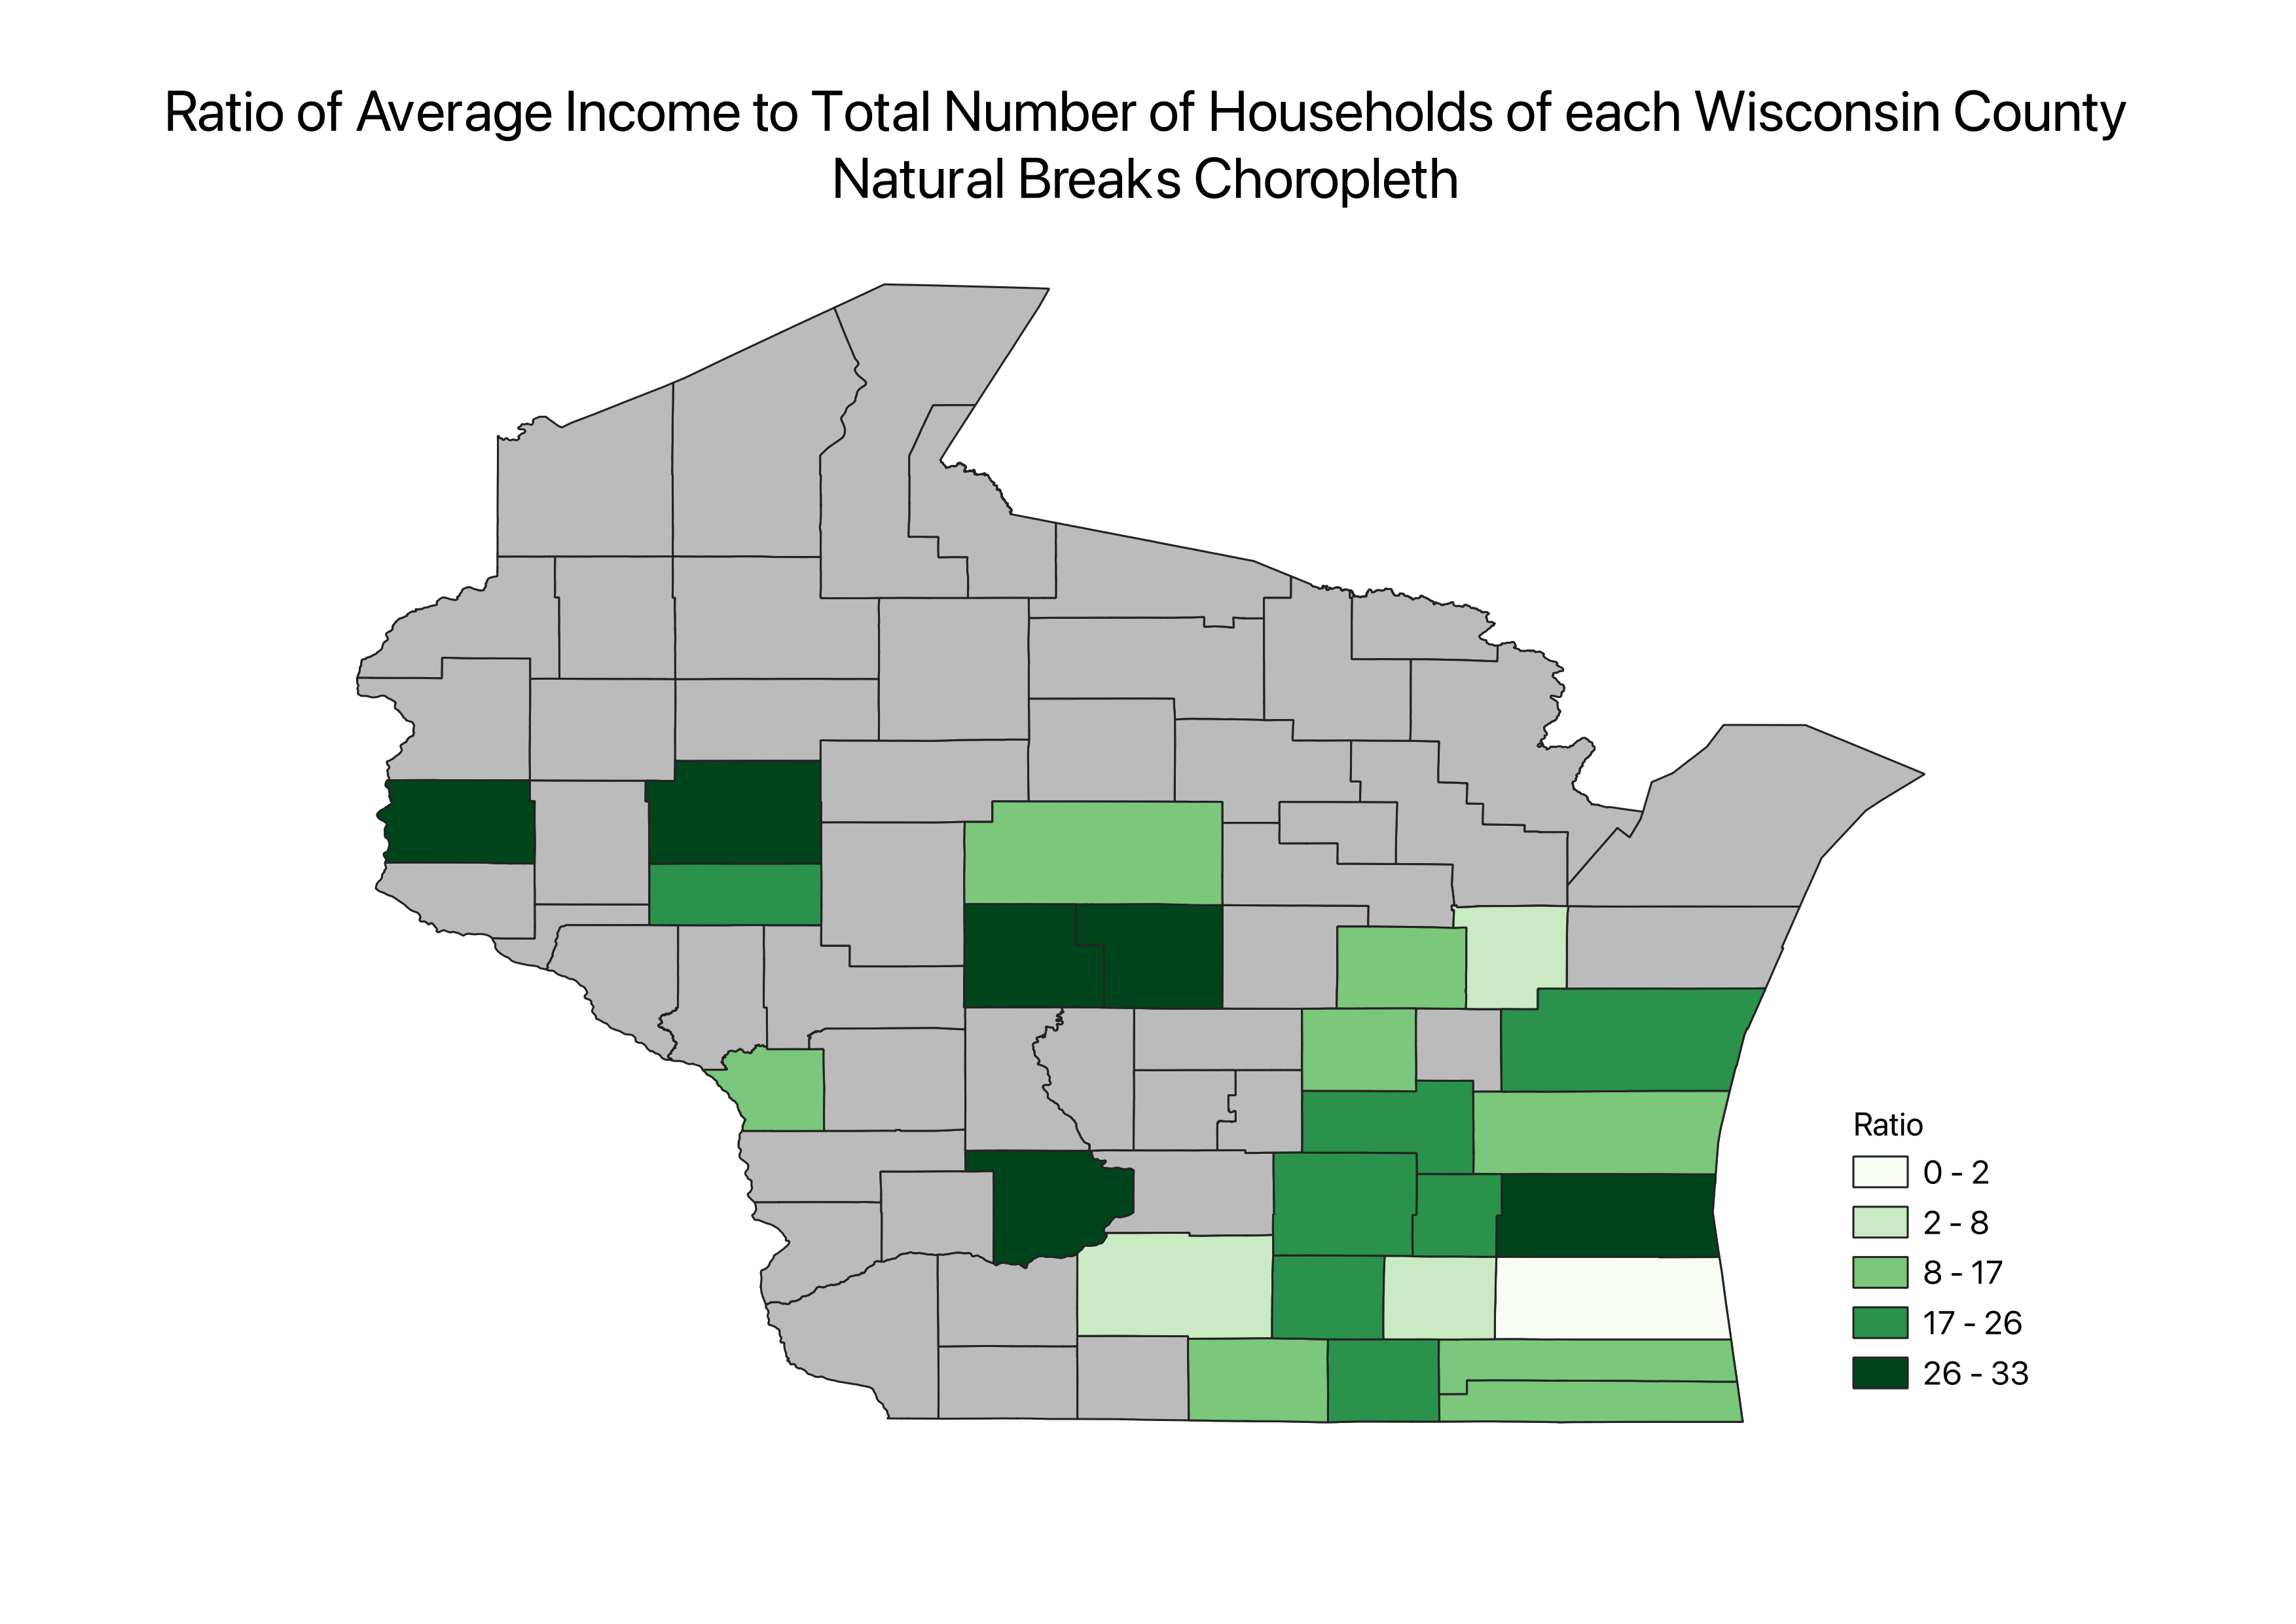 Ratio of Average Income to Total Number of Households of each Wisconsin County
Natural Breaks Choropleth
Ratio
0 - 2
2 - 8
8 - 17
17 - 26
26 - 33